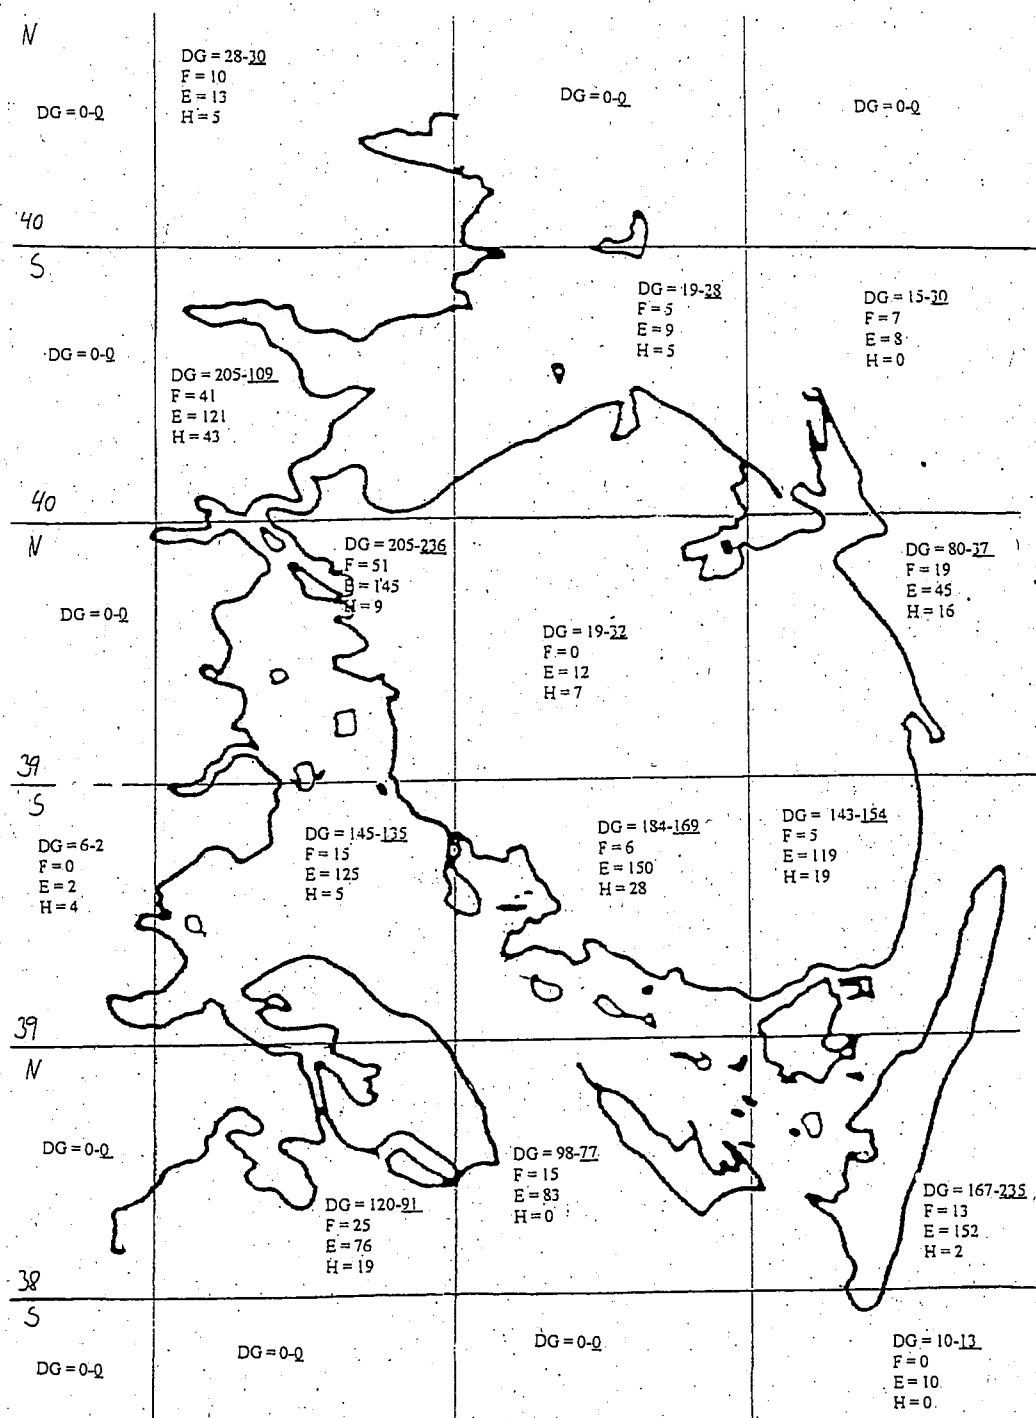 N
DG = 28-30
F = 10
E = 13
H = 5
DG = 0-0
DG = 0-0
DG = 0-0
40
S
DG = 19-28
F = 5
E = 9
H = 5
DG = 15-30
F = 7
E = 8
H = 0
DG = 0-0
DG = 205-109
F = 41
E = 121
H = 43
40
N
DG = 205-236
F = 51
E = 145
H = 9
DG = 80-37
F = 19
E = 45
H = 16
DG = 0-0
DG = 19-32
F = 0
E = 12
H = 7
39
S
DG = 6-2
F = 0
E = 2
H = 4
DG = 145-135
F = 15
E = 125
H = 5
DG = 184-169
F = 6
E = 150
H = 28
DG = 143-154
F = 5
E = 119
H = 19
39
N
DG = 0-0
DG = 98-77
F = 15
E = 83
H = 0
DG = 120-91
F = 25
E = 76
H = 19
DG = 167-235
F = 13
E = 152
H = 2
38
S
DG = 0-0
DG = 0-0
DG = 0-0
DG = 10-13
F = 0
E = 10
H = 0